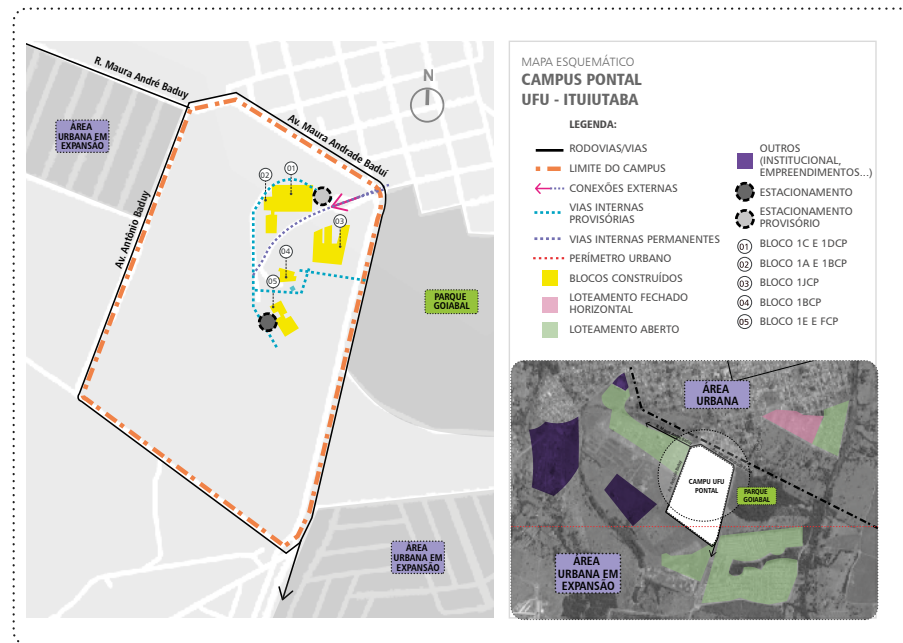 R. Maura André Baduy
N
ÁREA
URBANA EM
EXPANSÃO
Av. Maura Andrade Baduí
Av. Antônio Baduy
02
01
03
04
05
PARQUE
GOIABAL
ÁREA
URBANA EM
EXPANSÃO
MAPA ESQUEMÁTICO
CAMPUS PONTAL
UFU - ITUIUTABA
LEGENDA:
RODOVIAS/VIAS
LIMITE DO CAMPUS
CONEXÕES EXTERNAS
VIAS INTERNAS
PROVISÓRIAS
VIAS INTERNAS PERMANENTES
PERÍMETRO URBANO
BLOCOS CONSTRUÍDOS
LOTEAMENTO FECHADO
HORIZONTAL
LOTEAMENTO ABERTO
OUTROS
(INSTITUCIONAL,
EMPREENDIMENTOS...)
ESTACIONAMENTO
ESTACIONAMENTO
PROVISÓRIO
01 BLOCO 1C E 1DCP
02 BLOCO 1A E 1BCP
03 BLOCO 1JCP
04 BLOCO 1BCP
05 BLOCO 1E E FCP
ÁREA
URBANA
CAMPU UFU
PONTAL
PARQUE
GOIABAL
ÁREA
URBANA EM
EXPANSÃO